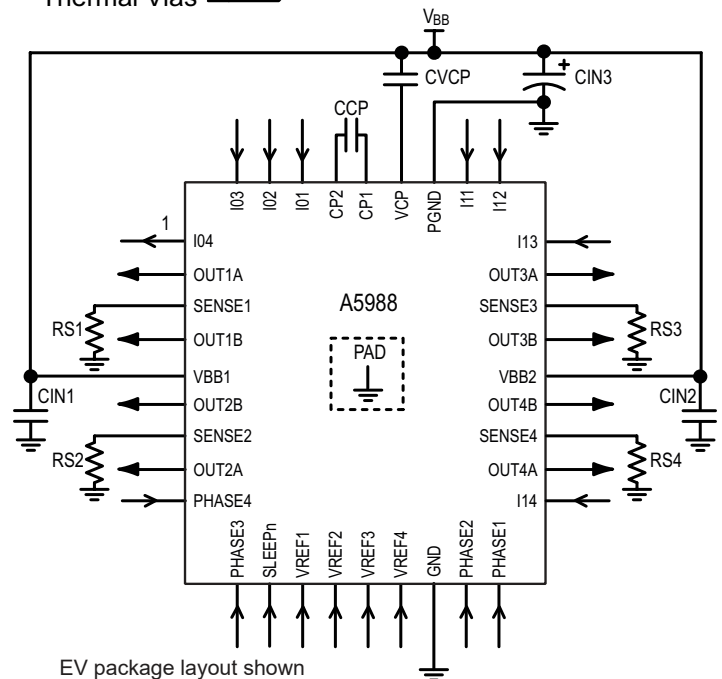 Thermal Vias
VBB
CVCP
CIN3
CCP
I03
I02
I01
CP2
CP1
VCP
PGND
I11
I12
1
I04
I13
OUT1A
OUT3A
SENSE1
A5988
SENSE3
RS1
RS3
OUT1B
OUT3B
PAD
VBB1
VBB2
CIN1
CIN2
OUT2B
OUT4B
SENSE2
SENSE4
RS2
RS4
OUT2A
OUT4A
PHASE4
I14
PHASE3
SLEEPn
VREF1
VREF2
VREF3
VREF4
GND
PHASE2
PHASE1
EV package layout shown